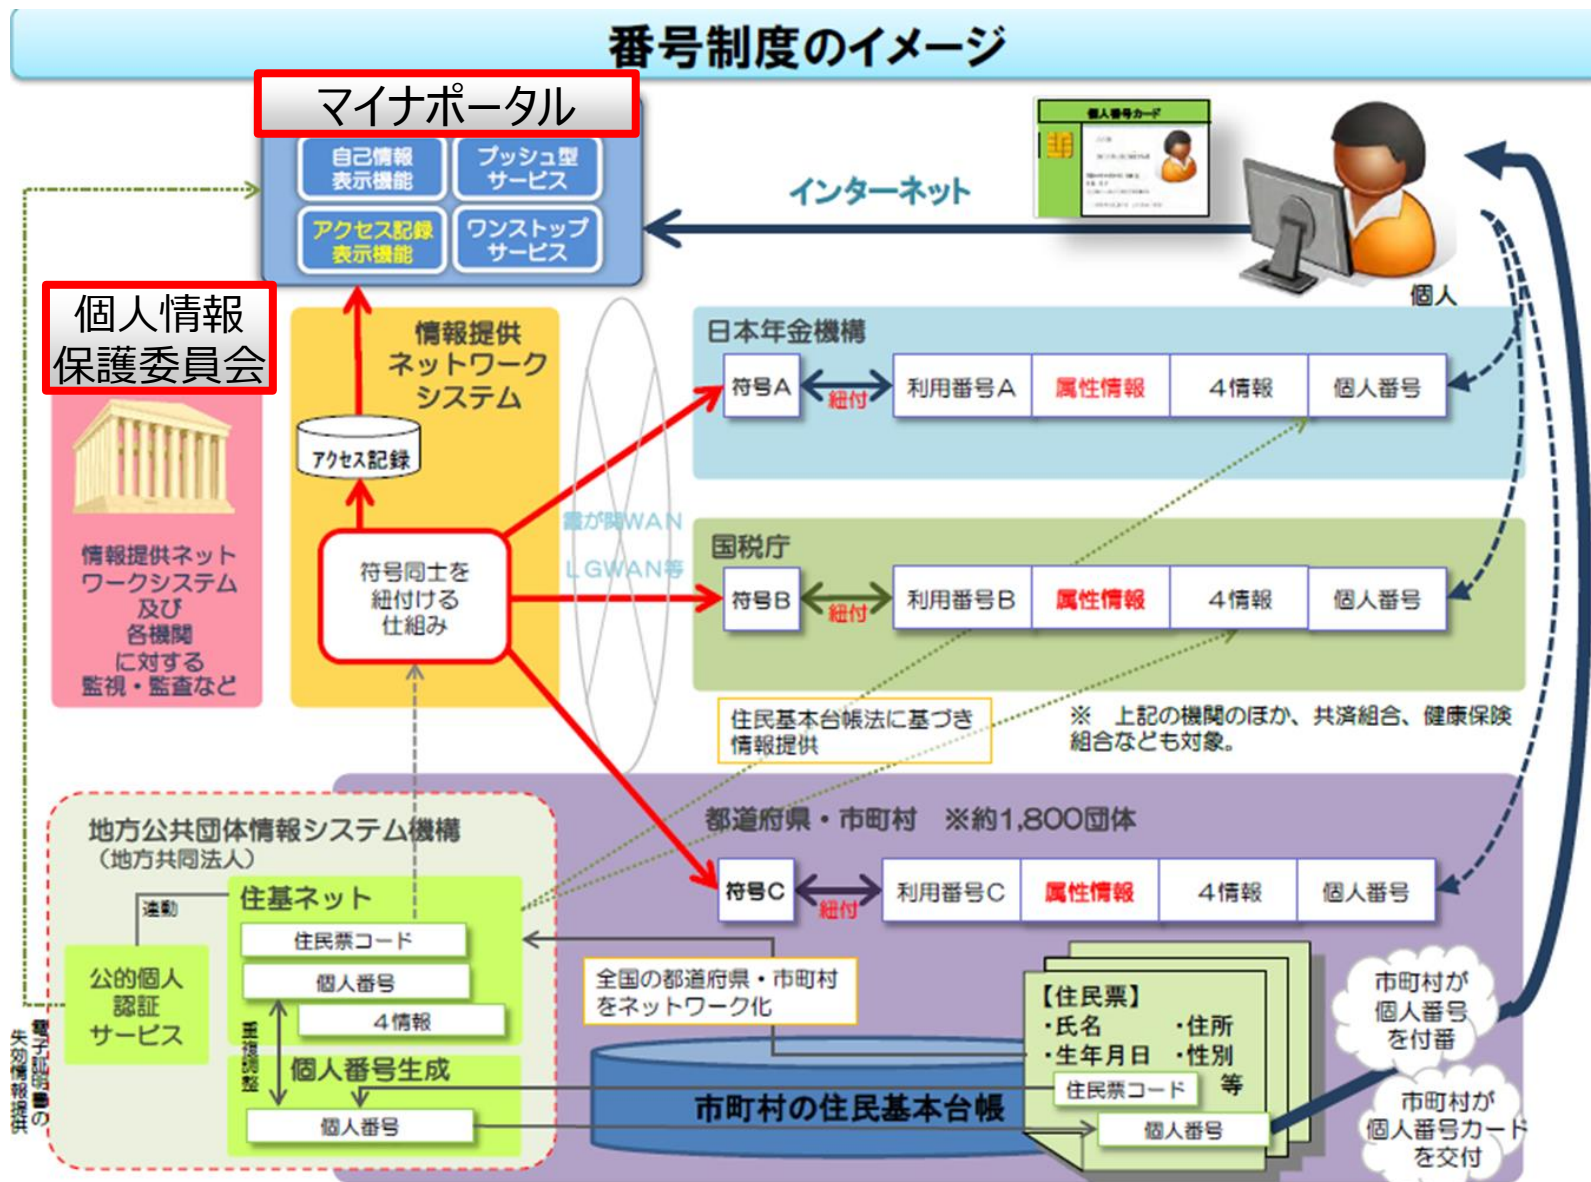 番号制度のイメージ
マイナポータル
自己情報
表示機能
プッシュ型
サービス
アクセス記録
表示機能
ワンストップ
サービス
インターネット
個人番号カード
個人
個人情報
保護委員会
情報提供ネット
ワークシステム
及び
各機関
に対する
監視・監査など
情報提供
ネットワーク
システム
アクセス記録
符号同士を
紐付ける
仕組み
霞が関WAN
LGWAN等
日本年金機構
符号A
紐付
利用番号A
属性情報
4情報
個人番号
国税庁
符号B
紐付
利用番号B
属性情報
4情報
個人番号
住民基本台帳法に基づき
情報提供
※　上記の機関のほか、共済組合、健康保険
組合なども対象。
都道府県・市町村　※約1,800団体
符号C
紐付
利用番号C
属性情報
4情報
個人番号
地方公共団体情報システム機構
（地方共同法人）
連動
住基ネット
住民票コード
個人番号
4情報
公的個人
認証
サービス
重複調整
個人番号生成
個人番号
電子証明書の
失効情報提供
全国の都道府県・市町村
をネットワーク化
市町村の住民基本台帳
【住民票】
・氏名　・住所
・生年月日　・性別
等
住民票コード
個人番号
市町村が
個人番号
を付番
市町村が
個人番号カード
を交付